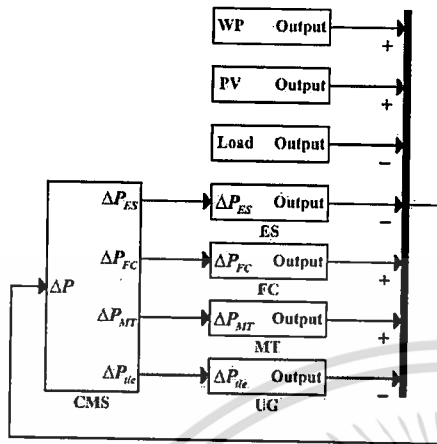 WP Output
+
PV Output
+
Load Output
−
ΔP_ES ΔP_ES Output
ES
−
ΔP_FC ΔP_FC Output
FC
+
ΔP
ΔP_MT ΔP_MT Output
MT
+
ΔP_tie ΔP_tie Output
CMS UG
−